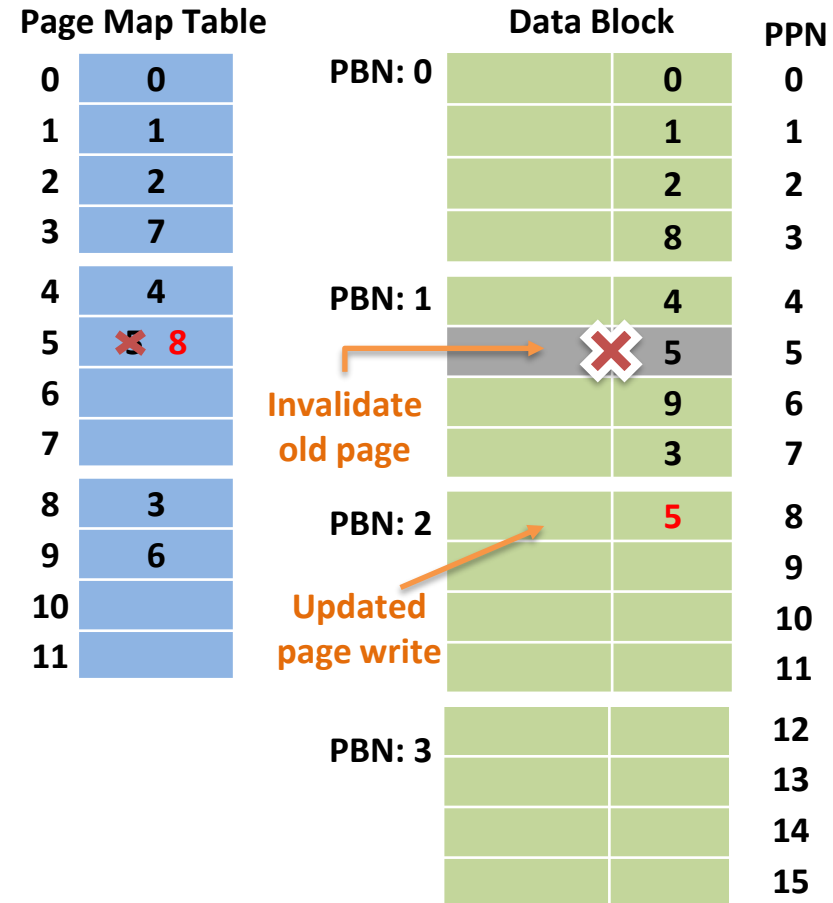 Page Map Table
0 0
1 1
2 2
3 7
4 4
5 5 8
6
7
8 3
9 6
10
11
Data Block PPN
PBN: 0 0 0
1 1
2 2
8 3
PBN: 1 4 4
5 5
9 6
3 7
Invalidate
old page
PBN: 2 5 8
9
10
11
Updated
page write
PBN: 3 12
13
14
15